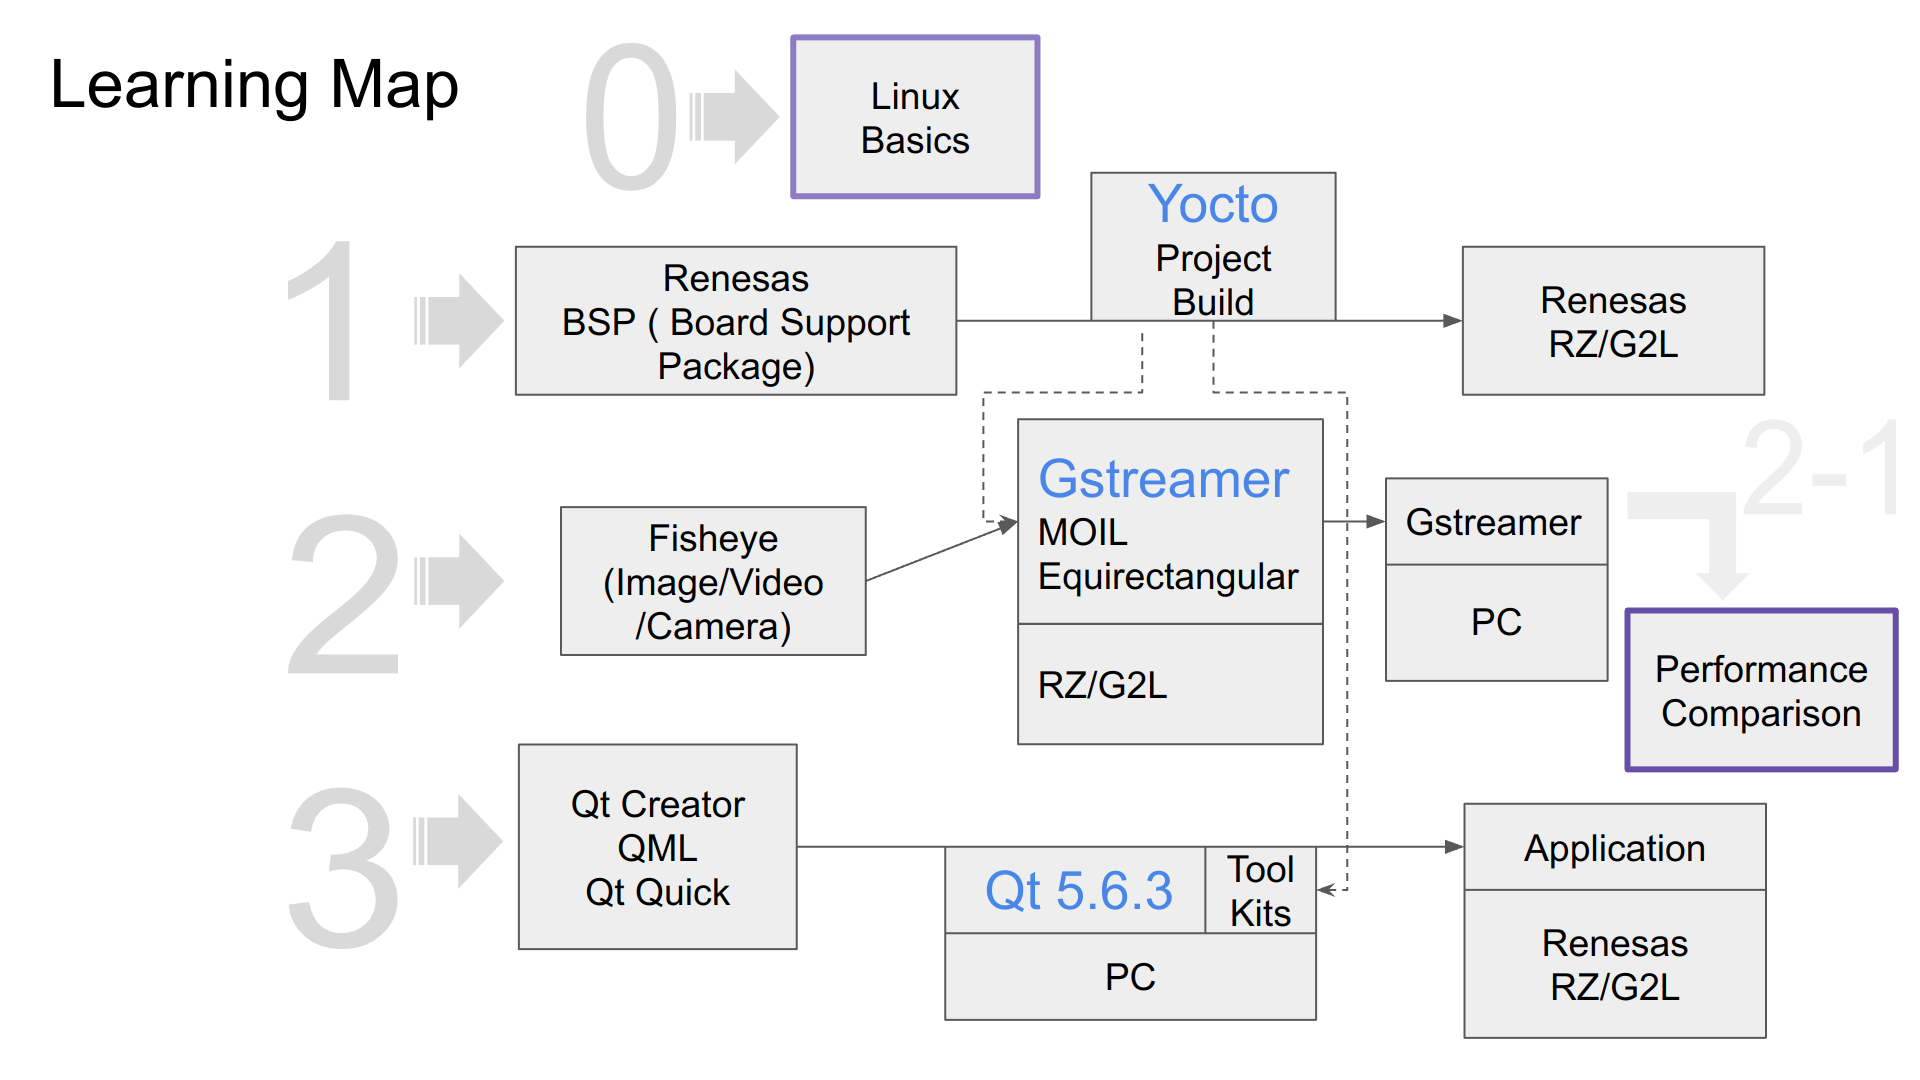 Learning Map
0
Linux
Basics
1
Renesas
BSP ( Board Support
Package)
Yocto
Project
Build
Renesas
RZ/G2L
2
Fisheye
(Image/Video
/Camera)
Gstreamer
MOIL
Equirectangular
RZ/G2L
Gstreamer
PC
2-1
Performance
Comparison
3
Qt Creator
QML
Qt Quick
Qt 5.6.3
Tool
Kits
PC
Application
Renesas
RZ/G2L